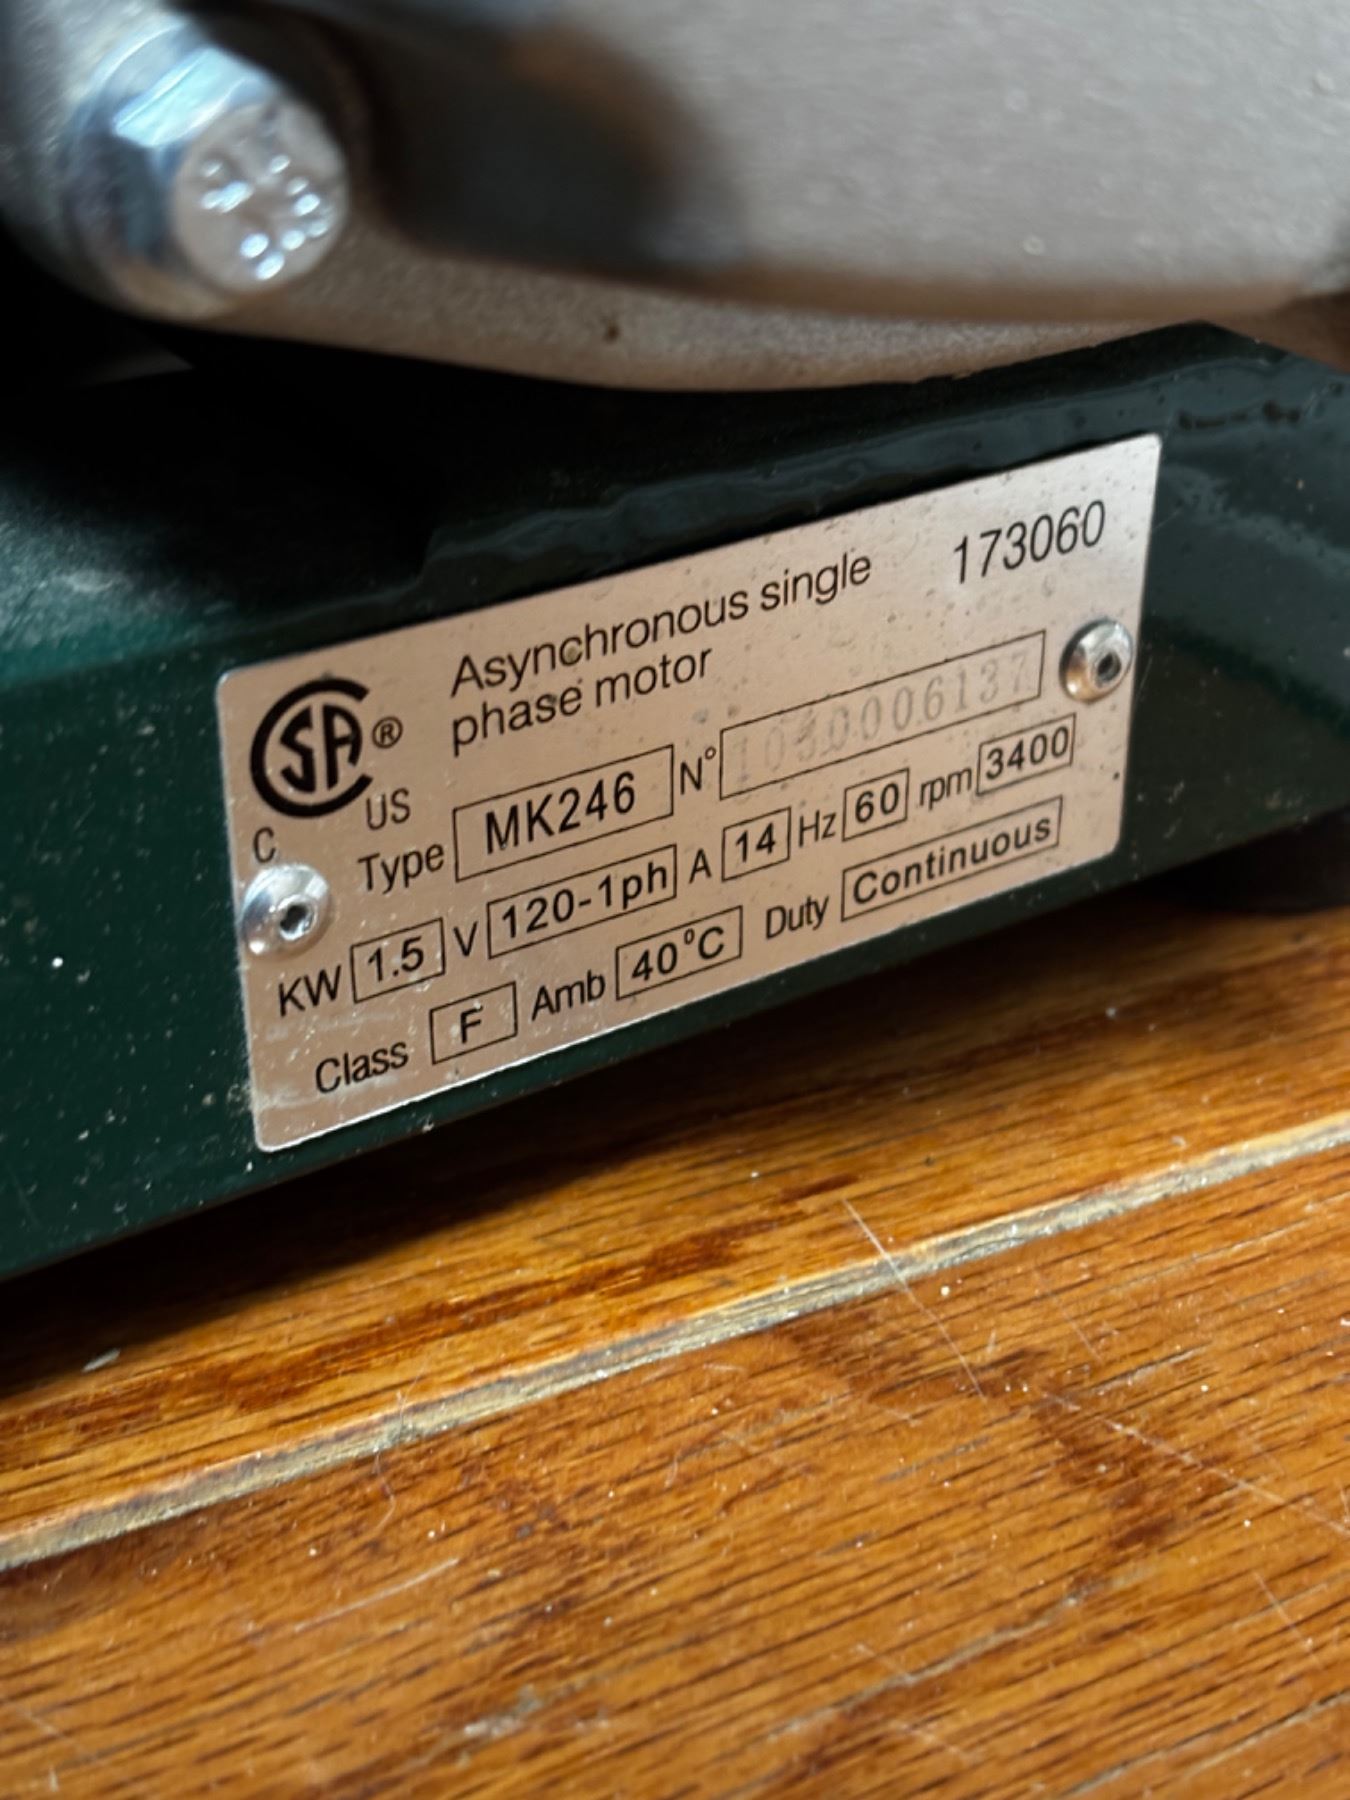 Asynchronous single 173060
phase motor
CSA®
C US
Type MK246 N° 1050006137
KW 1.5 V 120-1ph A 14 Hz 60 rpm 3400
Class F Amb 40°C Duty Continuous